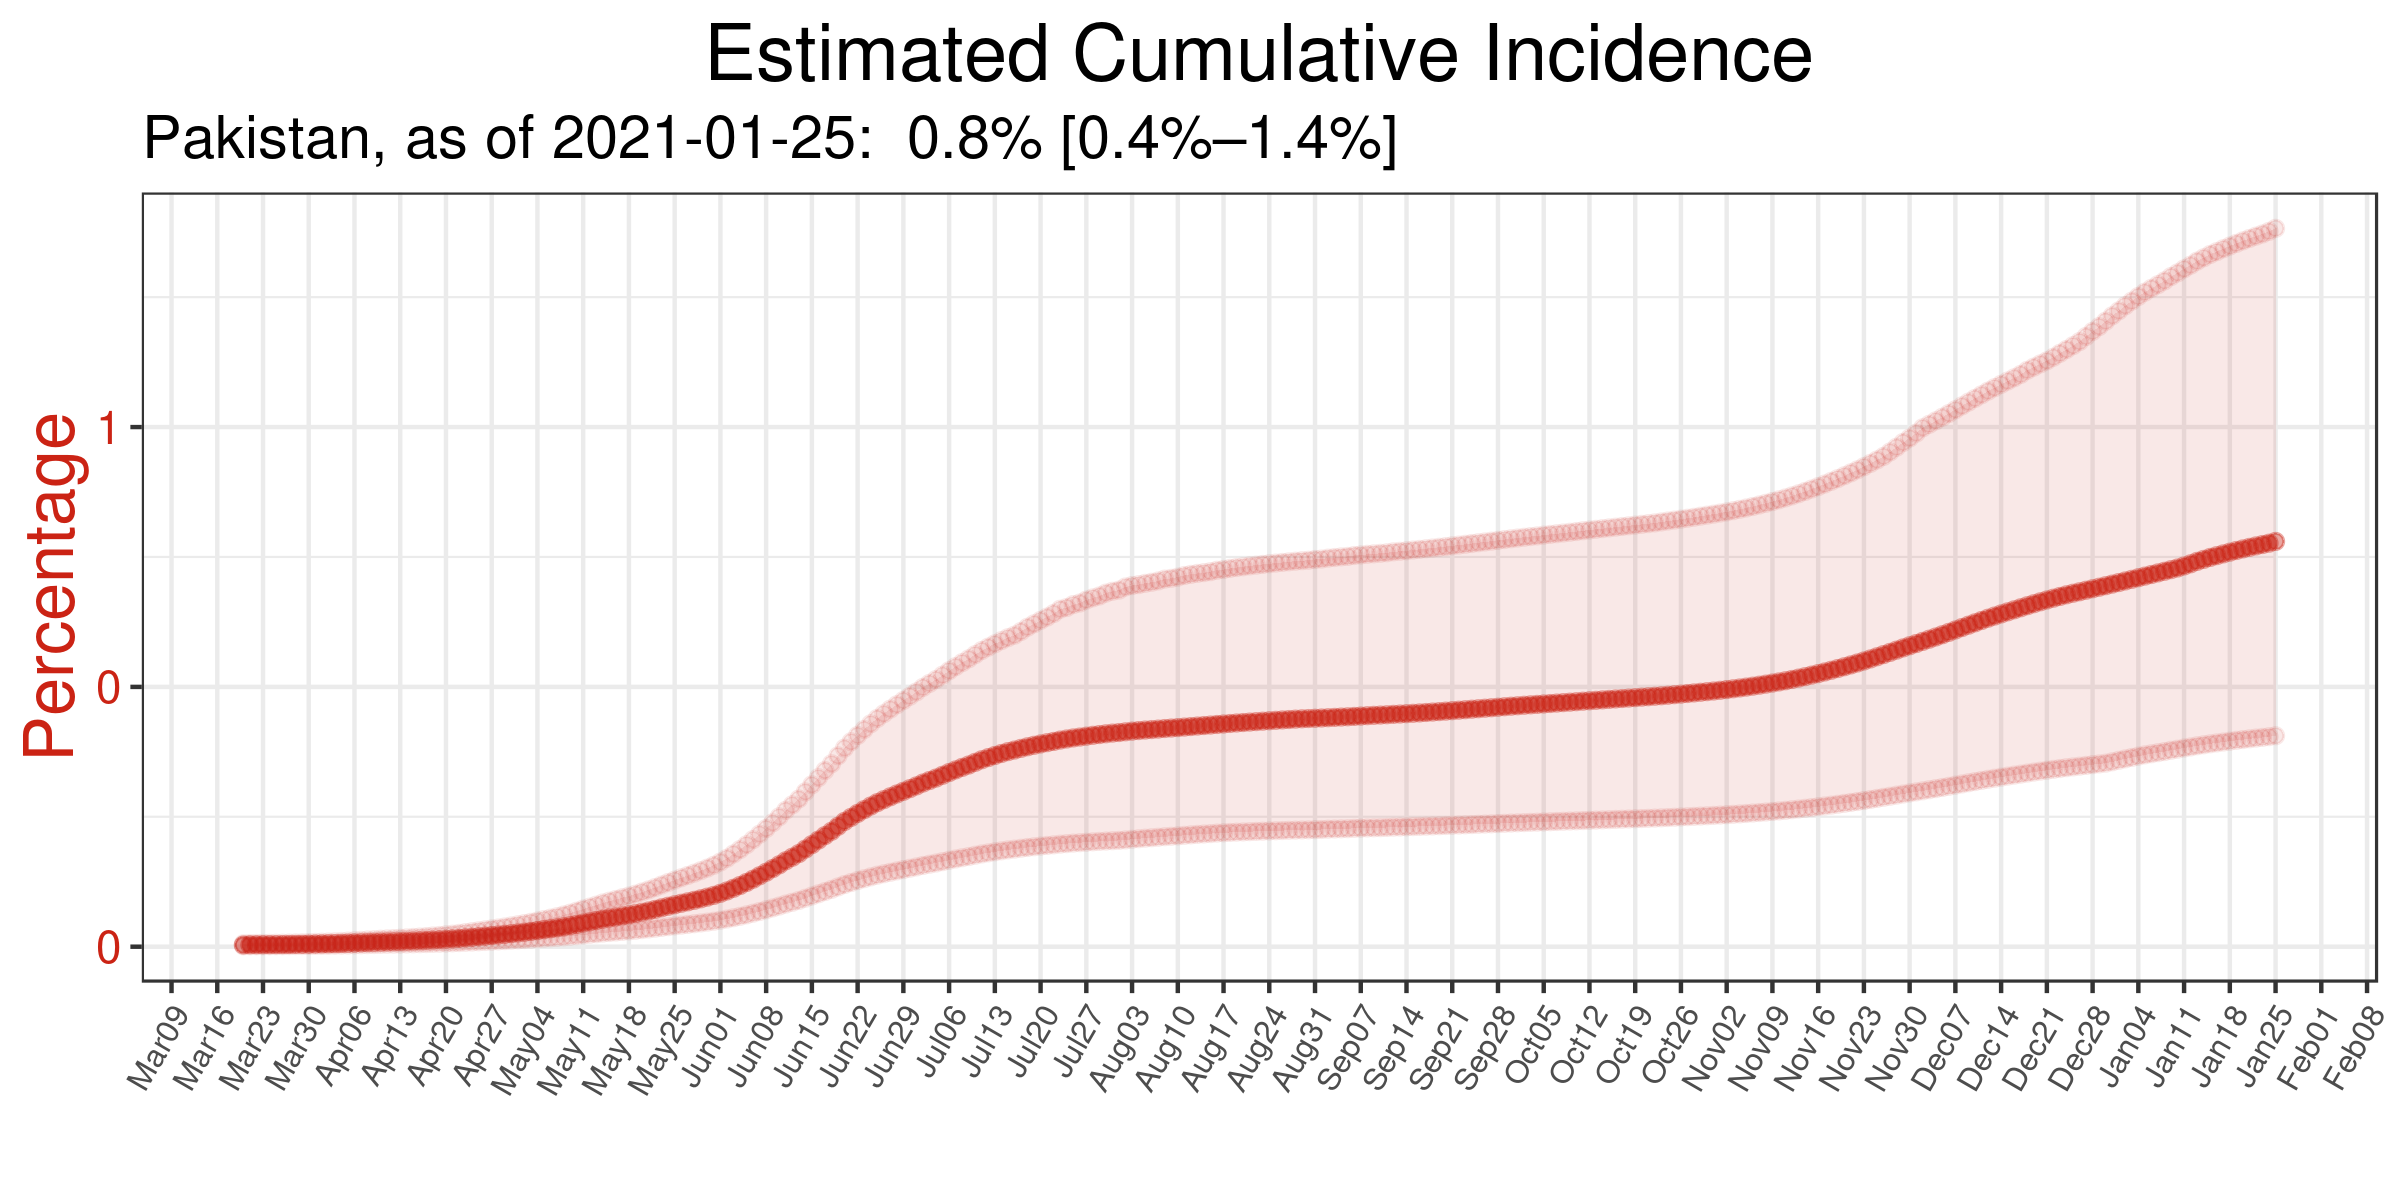 Estimated Cumulative Incidence
Pakistan, as of 2021-01-25:  0.8% [0.4%–1.4%]
Percentage
1
0
0
Mar09 Mar16 Mar23 Mar30 Apr06 Apr13 Apr20 Apr27 May04 May11 May18 May25 Jun01 Jun08 Jun15 Jun22 Jun29 Jul06 Jul13 Jul20 Jul27 Aug03 Aug10 Aug17 Aug24 Aug31 Sep07 Sep14 Sep21 Sep28 Oct05 Oct12 Oct19 Oct26 Nov02 Nov09 Nov16 Nov23 Nov30 Dec07 Dec14 Dec21 Dec28 Jan04 Jan11 Jan18 Jan25 Feb01 Feb08